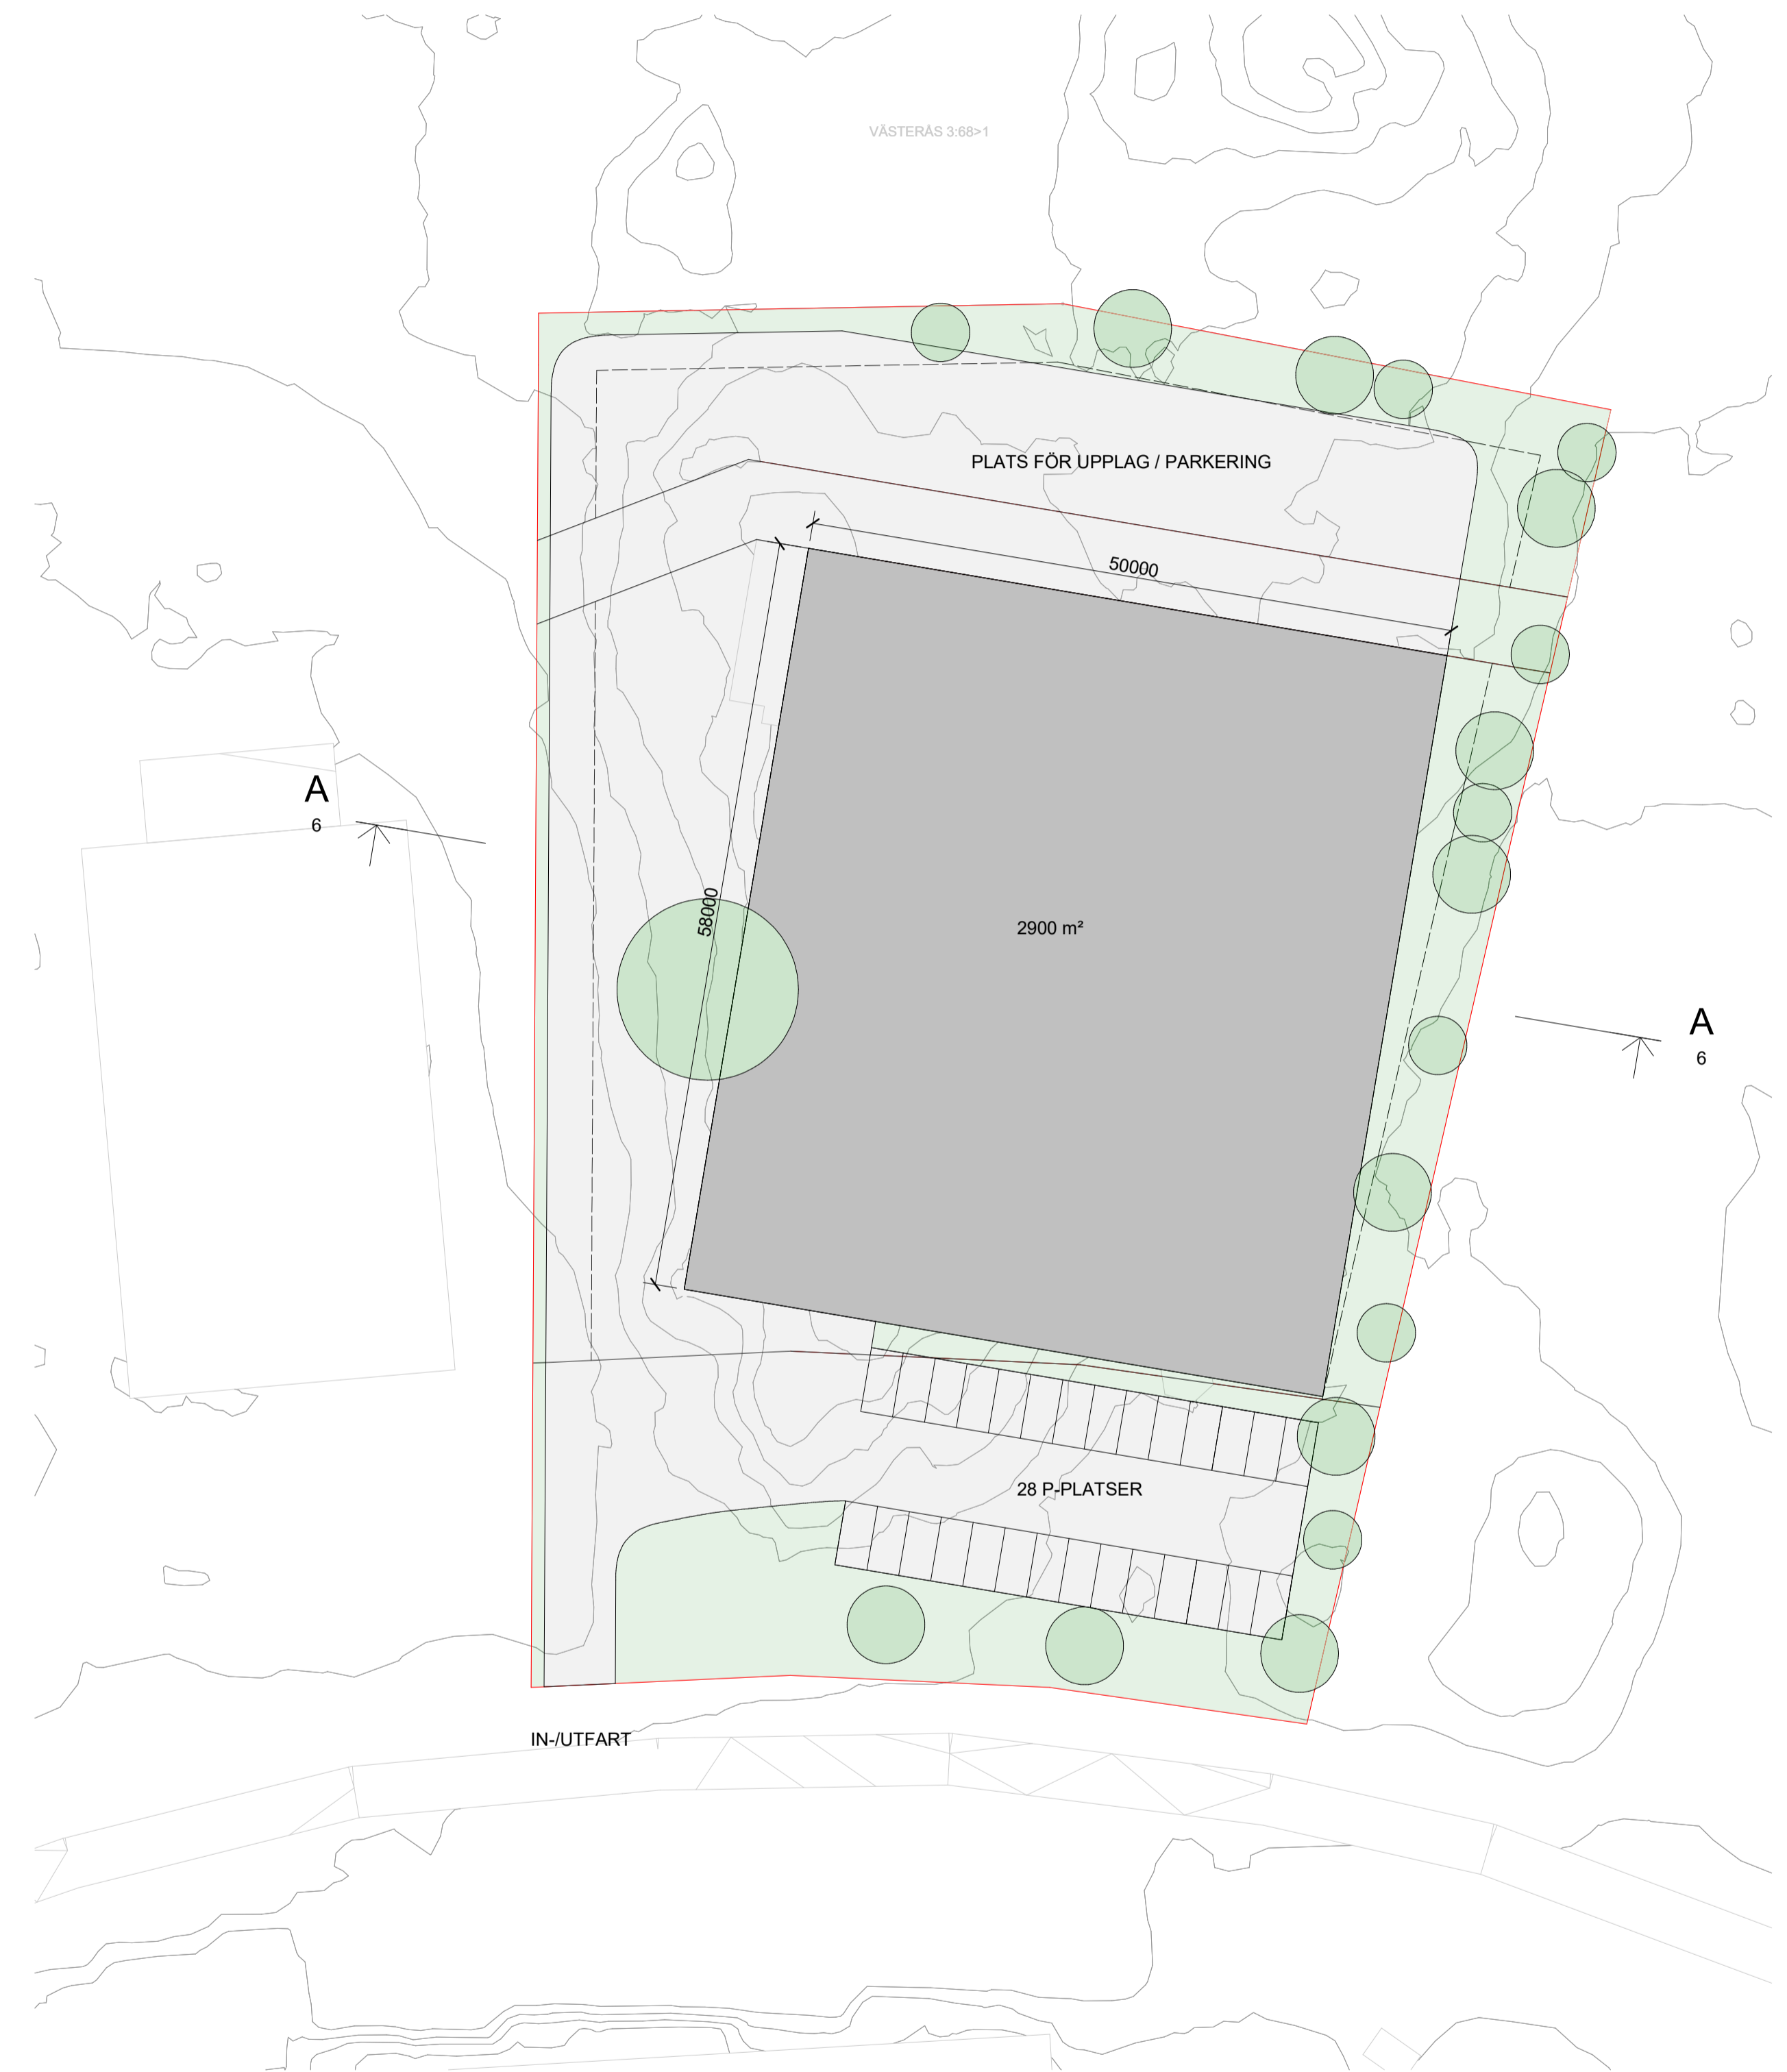 VÄSTERÅS 3:68>1
PLATS FÖR UPPLAG / PARKERING
50000
A
6
58000
2900 m²
A
6
28 P-PLATSER
IN-/UTFART